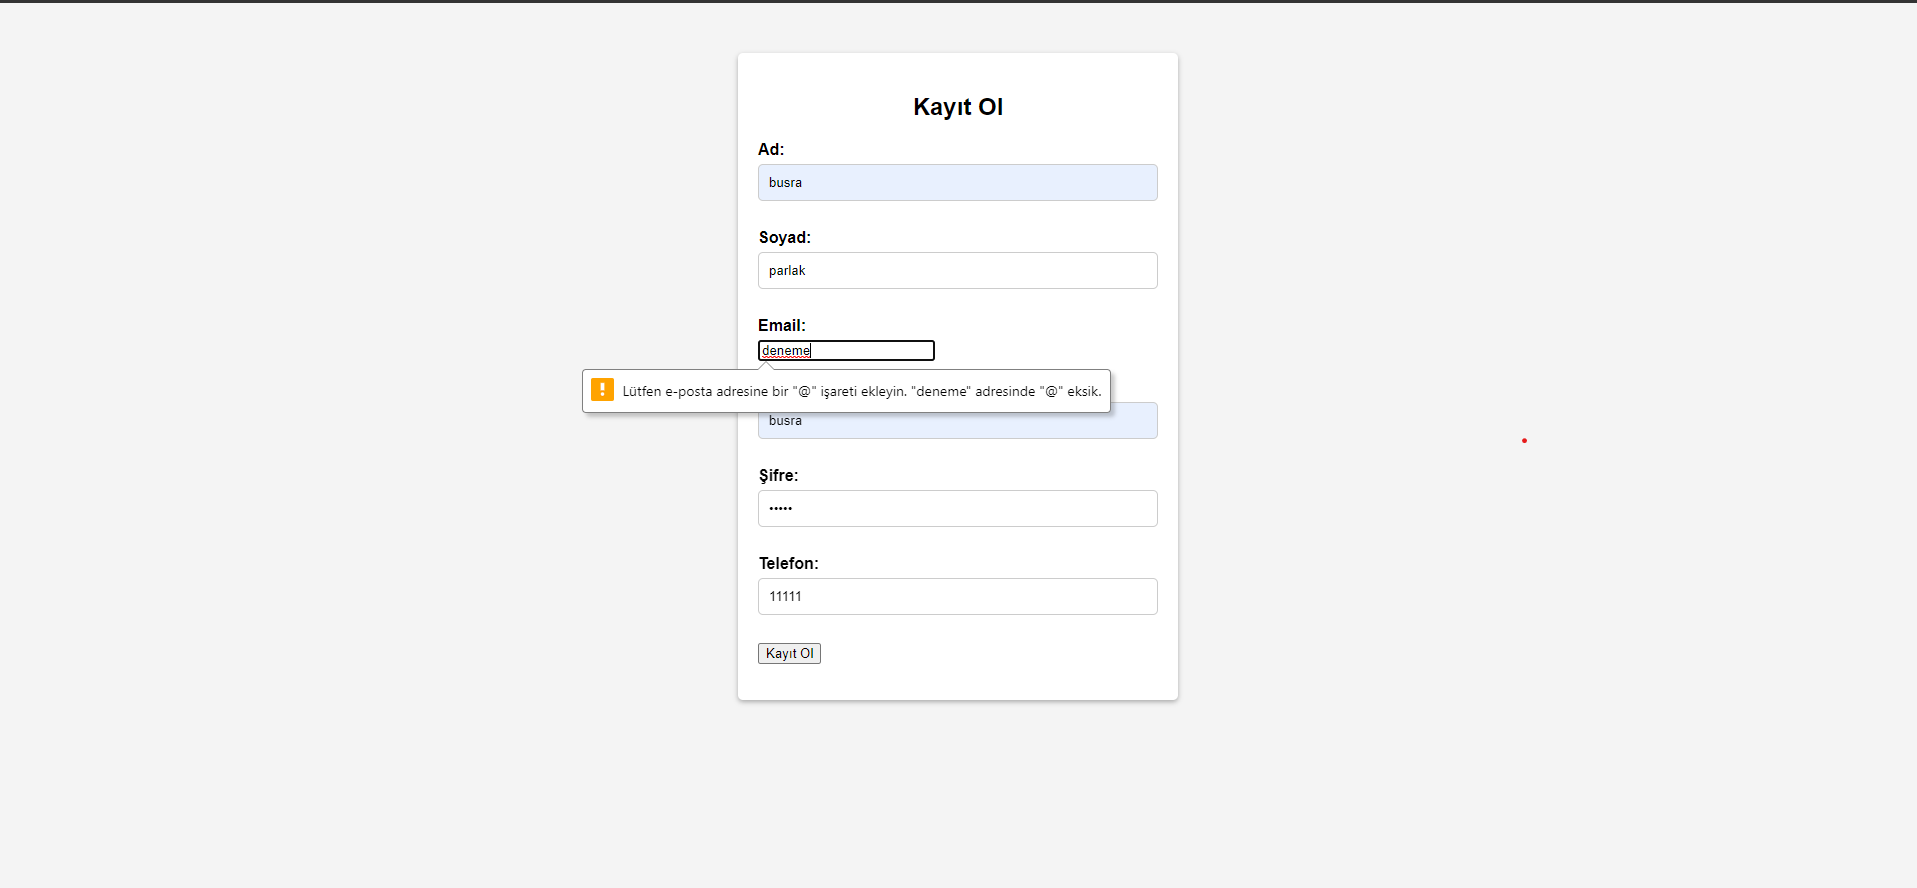 Kayıt Ol
Ad:
busra
Soyad:
parlak
Email:
deneme
Lütfen e-posta adresine bir "@" işareti ekleyin. "deneme" adresinde "@" eksik.
busra
Şifre:
•••••
Telefon:
11111
Kayıt Ol